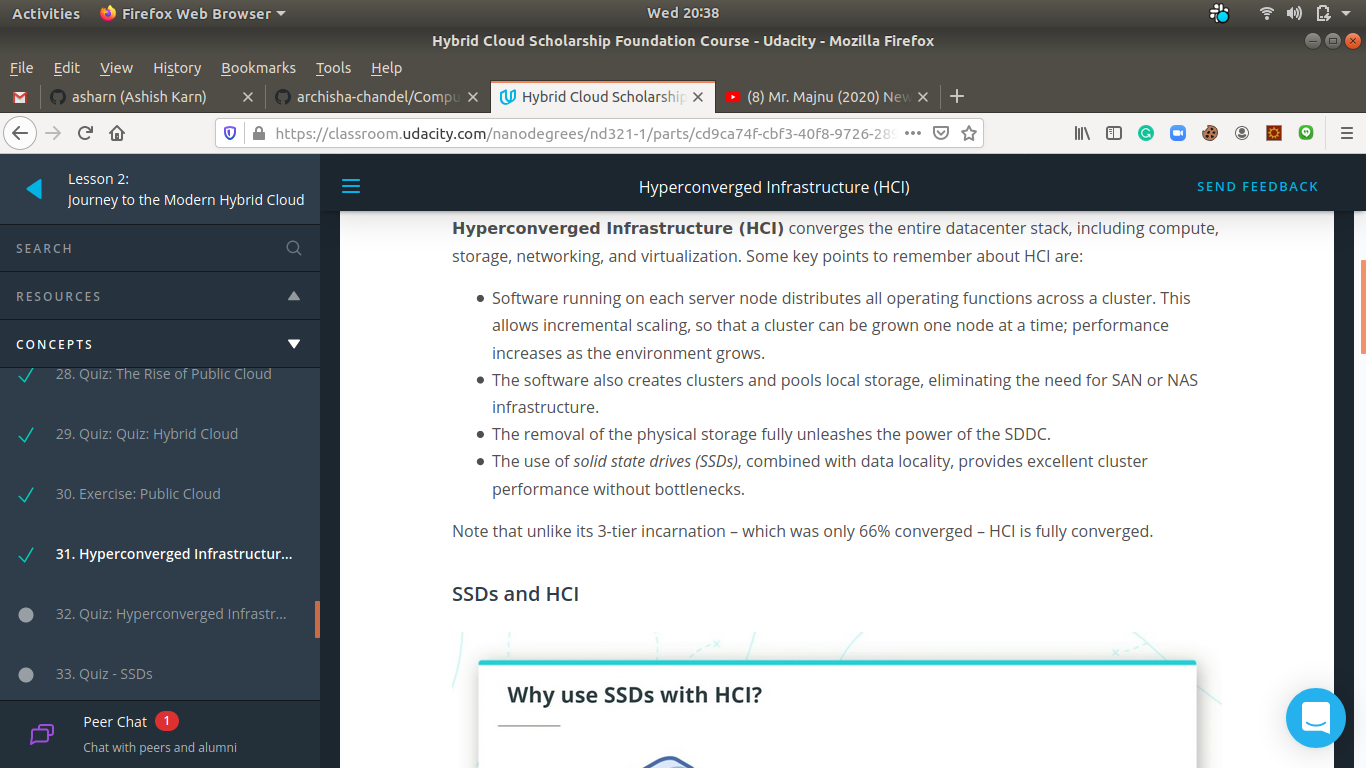 Activities Firefox Web Browser Wed 20:38
Hybrid Cloud Scholarship Foundation Course - Udacity - Mozilla Firefox
File Edit View History Bookmarks Tools Help
asharn (Ashish Karn) archisha-chandel/Compu Hybrid Cloud Scholarship (8) Mr. Majnu (2020) New
https://classroom.udacity.com/nanodegrees/nd321-1/parts/cd9ca74f-cbf3-40f8-9726-289
Lesson 2:
Journey to the Modern Hybrid Cloud
SEARCH
RESOURCES
CONCEPTS
28. Quiz: The Rise of Public Cloud
29. Quiz: Quiz: Hybrid Cloud
30. Exercise: Public Cloud
31. Hyperconverged Infrastructur...
32. Quiz: Hyperconverged Infrastr...
33. Quiz - SSDs
Peer Chat 1
Chat with peers and alumni
Hyperconverged Infrastructure (HCI)
SEND FEEDBACK
Hyperconverged Infrastructure (HCI) converges the entire datacenter stack, including compute,
storage, networking, and virtualization. Some key points to remember about HCI are:
Software running on each server node distributes all operating functions across a cluster. This
allows incremental scaling, so that a cluster can be grown one node at a time; performance
increases as the environment grows.
The software also creates clusters and pools local storage, eliminating the need for SAN or NAS
infrastructure.
The removal of the physical storage fully unleashes the power of the SDDC.
The use of solid state drives (SSDs), combined with data locality, provides excellent cluster
performance without bottlenecks.
Note that unlike its 3-tier incarnation – which was only 66% converged – HCI is fully converged.
SSDs and HCI
Why use SSDs with HCI?